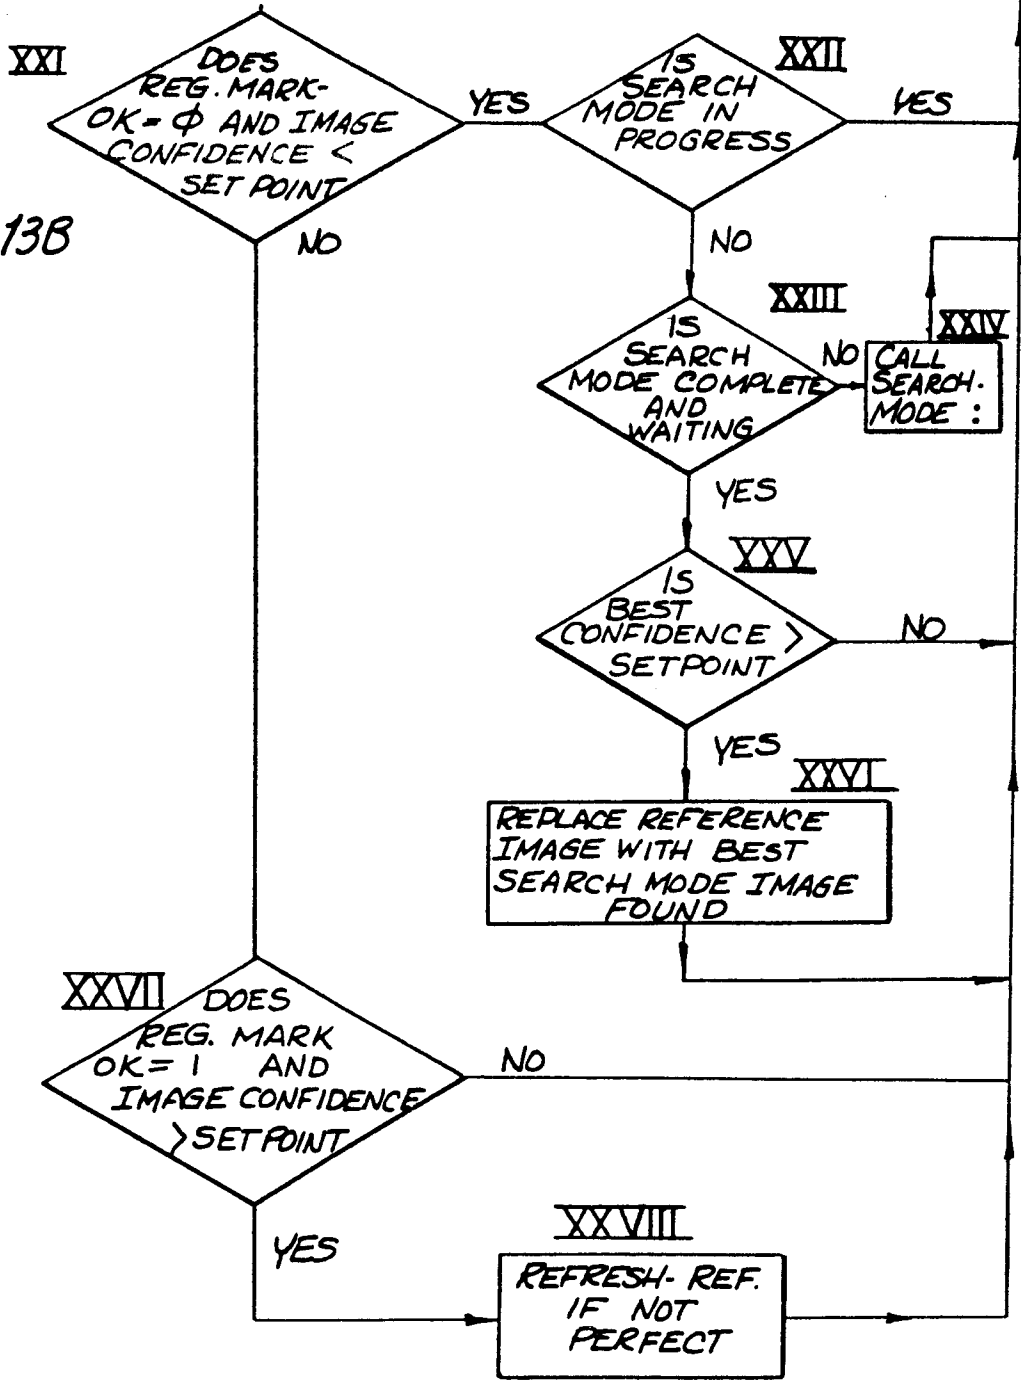 XXI
DOES
REG. MARK-
OK = φ AND IMAGE
CONFIDENCE <
SET POINT
YES
NO
13B
XXII
IS
SEARCH
MODE IN
PROGRESS
YES
NO
XXIII
IS
SEARCH
MODE COMPLETE
AND
WAITING
NO
XXIV
CALL
SEARCH-
MODE :
YES
XXV
IS
BEST
CONFIDENCE >
SETPOINT
NO
YES
XXVI
REPLACE REFERENCE
IMAGE WITH BEST
SEARCH MODE IMAGE
FOUND
XXVII
DOES
REG. MARK
OK = 1 AND
IMAGE CONFIDENCE
> SETPOINT
NO
YES
XXVIII
REFRESH-REF.
IF NOT
PERFECT